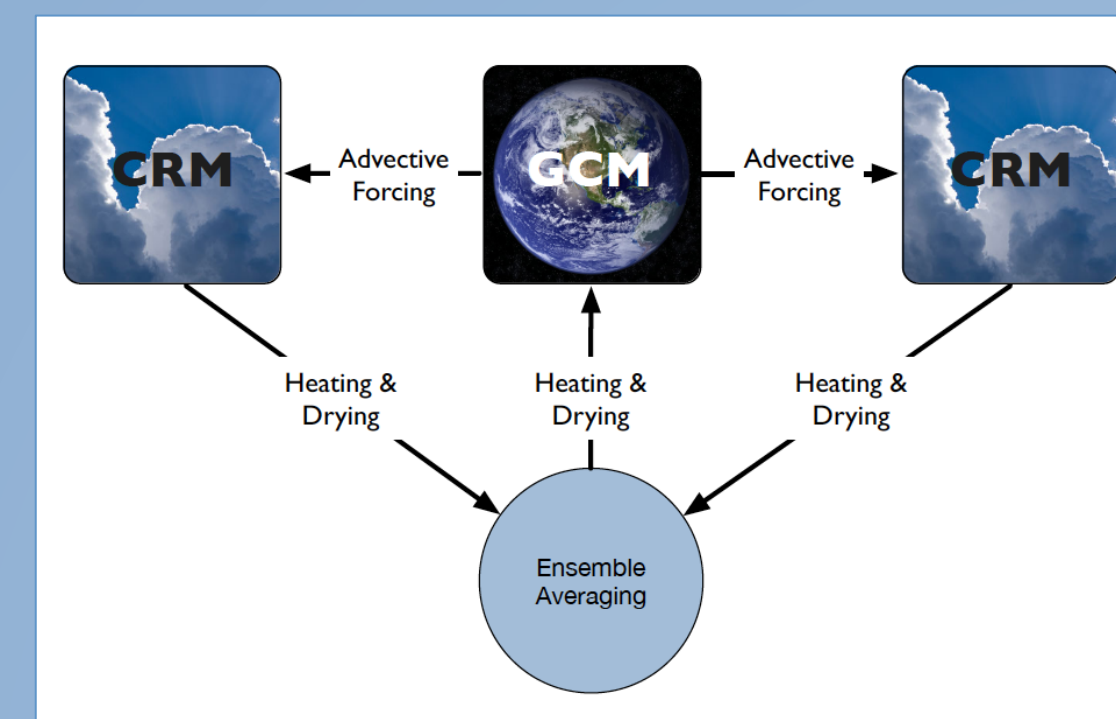 CRM
Advective
Forcing
GCM
Advective
Forcing
CRM
Heating &
Drying
Heating &
Drying
Heating &
Drying
Ensemble
Averaging